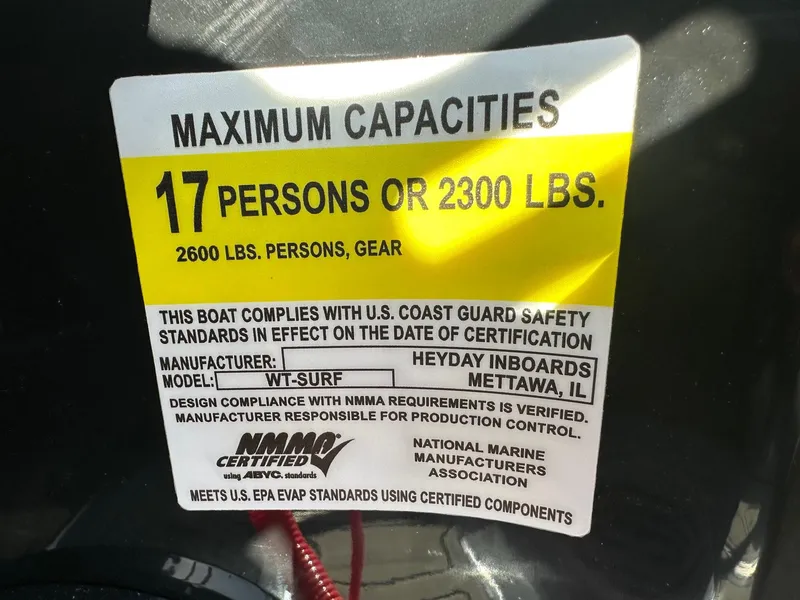 MAXIMUM CAPACITIES
17 PERSONS OR 2300 LBS.
2600 LBS. PERSONS, GEAR
THIS BOAT COMPLIES WITH U.S. COAST GUARD SAFETY
STANDARDS IN EFFECT ON THE DATE OF CERTIFICATION
MANUFACTURER: HEYDAY INBOARDS
MODEL: WT-SURF METTAWA, IL
DESIGN COMPLIANCE WITH NMMA REQUIREMENTS IS VERIFIED.
MANUFACTURER RESPONSIBLE FOR PRODUCTION CONTROL.
NMMA
CERTIFIED
using ABYC. standards
NATIONAL MARINE
MANUFACTURERS
ASSOCIATION
MEETS U.S. EPA EVAP STANDARDS USING CERTIFIED COMPONENTS